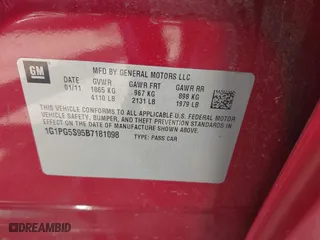 GM
MFD BY GENERAL MOTORS LLC
DATE GVWR GAWR FRT GAWR RR
01/11 1865 KG 967 KG 898 KG
4110 LB 2131 LB 1979 LB
THIS VEHICLE CONFORMS TO ALL APPLICABLE U.S. FEDERAL MOTOR
VEHICLE SAFETY, BUMPER, AND THEFT PREVENTION STANDARDS
IN EFFECT ON THE DATE OF MANUFACTURE SHOWN ABOVE.
1G1PG5S95B7181098
TYPE: PASS CAR